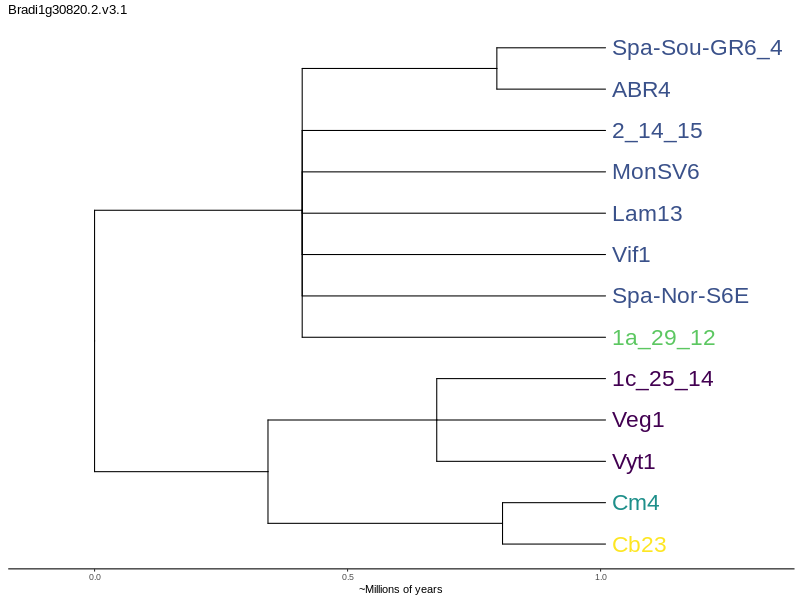 Bradi1g30820.2.v3.1
Spa-Sou-GR6_4
ABR4
2_14_15
MonSV6
Lam13
Vif1
Spa-Nor-S6E
1a_29_12
1c_25_14
Veg1
Vyt1
Cm4
Cb23
0.0 0.5 1.0
~Millions of years